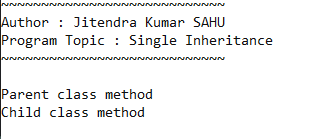 ~~~~~~~~~~~~~~~~~~~~~~~~~~~~
Author : Jitendra Kumar SAHU
Program Topic : Single Inheritance
~~~~~~~~~~~~~~~~~~~~~~~~~~~~
Parent class method
Child class method